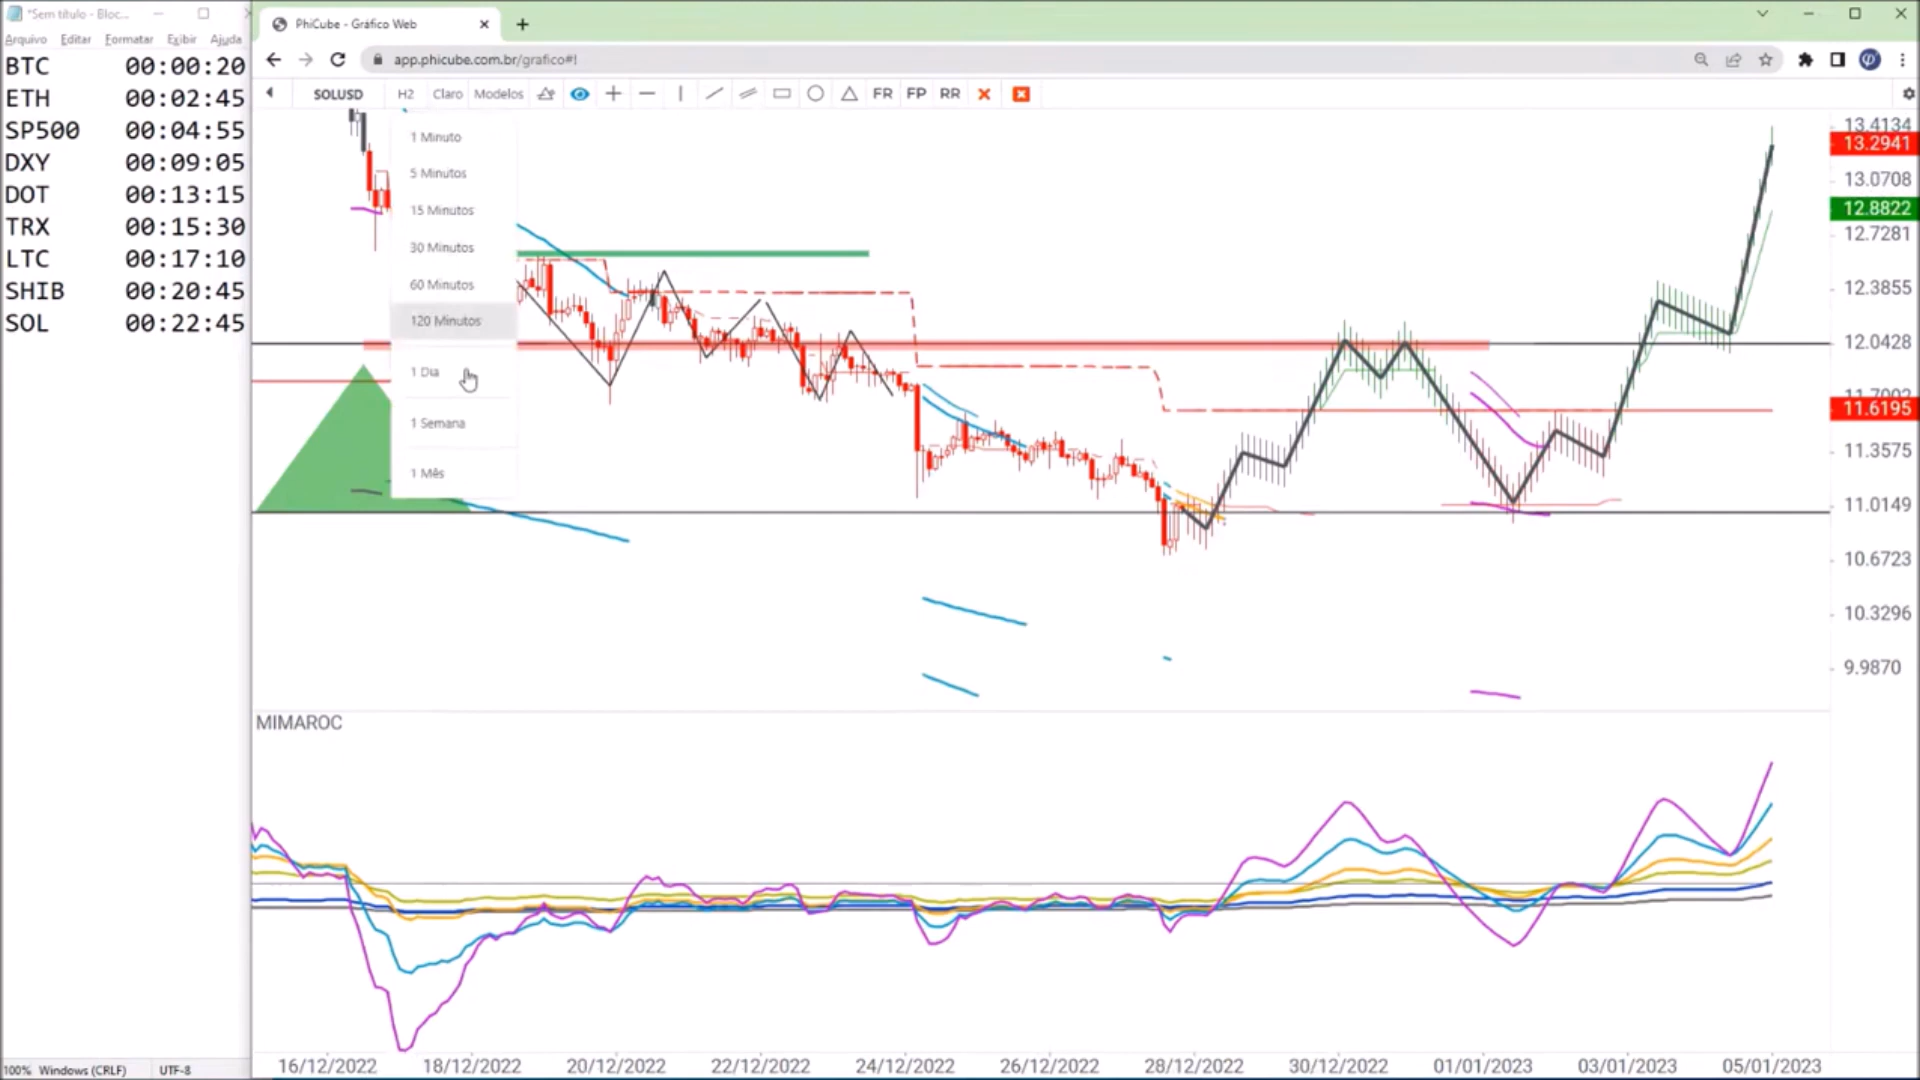 *Sem título - Bloc...
Arquivo Editar Formatar Exibir Ajuda
BTC 00:00:20
ETH 00:02:45
SP500 00:04:55
DXY 00:09:05
DOT 00:13:15
TRX 00:15:30
LTC 00:17:10
SHIB 00:20:45
SOL 00:22:45
100% Windows (CRLF) UTF-8
PhiCube - Gráfico Web
app.phicube.com.br/grafico#!
SOLUSD H2 Claro Modelos FR FP RR
1 Minuto
5 Minutos
15 Minutos
30 Minutos
60 Minutos
120 Minutos
1 Dia
1 Semana
1 Mês
13.4134
13.2941
13.0708
12.8822
12.7281
12.3855
12.0428
11.7002
11.6195
11.3575
11.0149
10.6723
10.3296
9.9870
MIMAROC
16/12/2022 18/12/2022 20/12/2022 22/12/2022 24/12/2022 26/12/2022 28/12/2022 30/12/2022 01/01/2023 03/01/2023 05/01/2023